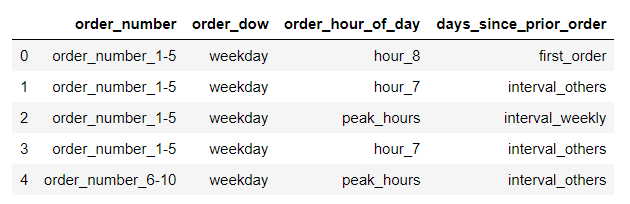 order_number order_dow order_hour_of_day days_since_prior_order
0 order_number_1-5 weekday hour_8 first_order
1 order_number_1-5 weekday hour_7 interval_others
2 order_number_1-5 weekday peak_hours interval_weekly
3 order_number_1-5 weekday hour_7 interval_others
4 order_number_6-10 weekday peak_hours interval_others